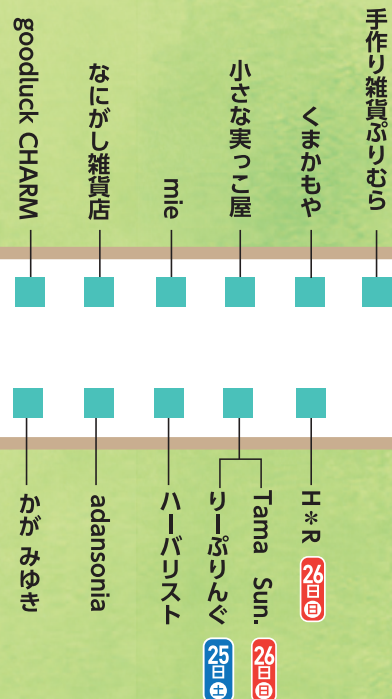 手作り雑貨ぷりむら
くまかもや
小さな実っこ屋
mie
なにがし雑貨店
goodluck CHARM
H*R 26日日
Tama Sun. 26日日
りーぷりんぐ 25日土
ハーバリスト
adansonia
かが みゆき